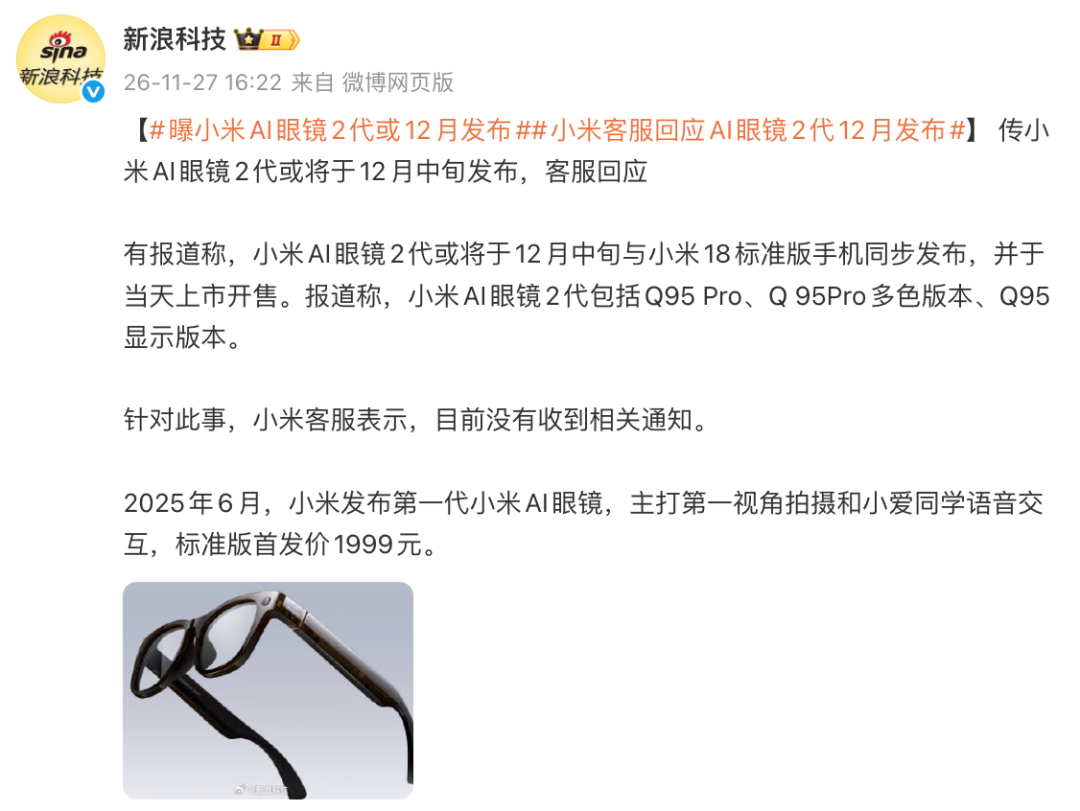 sina
新浪科技
新浪科技 II
26-11-27 16:22 来自 微博网页版
【#曝小米AI眼镜2代或12月发布##小米客服回应AI眼镜2代12月发布#】 传小
米AI眼镜2代或将于12月中旬发布，客服回应
有报道称，小米AI眼镜2代或将于12月中旬与小米18标准版手机同步发布，并于
当天上市开售。报道称，小米AI眼镜2代包括Q95 Pro、Q 95Pro多色版本、Q95
显示版本。
针对此事，小米客服表示，目前没有收到相关通知。
2025年6月，小米发布第一代小米AI眼镜，主打第一视角拍摄和小爱同学语音交
互，标准版首发价1999元。